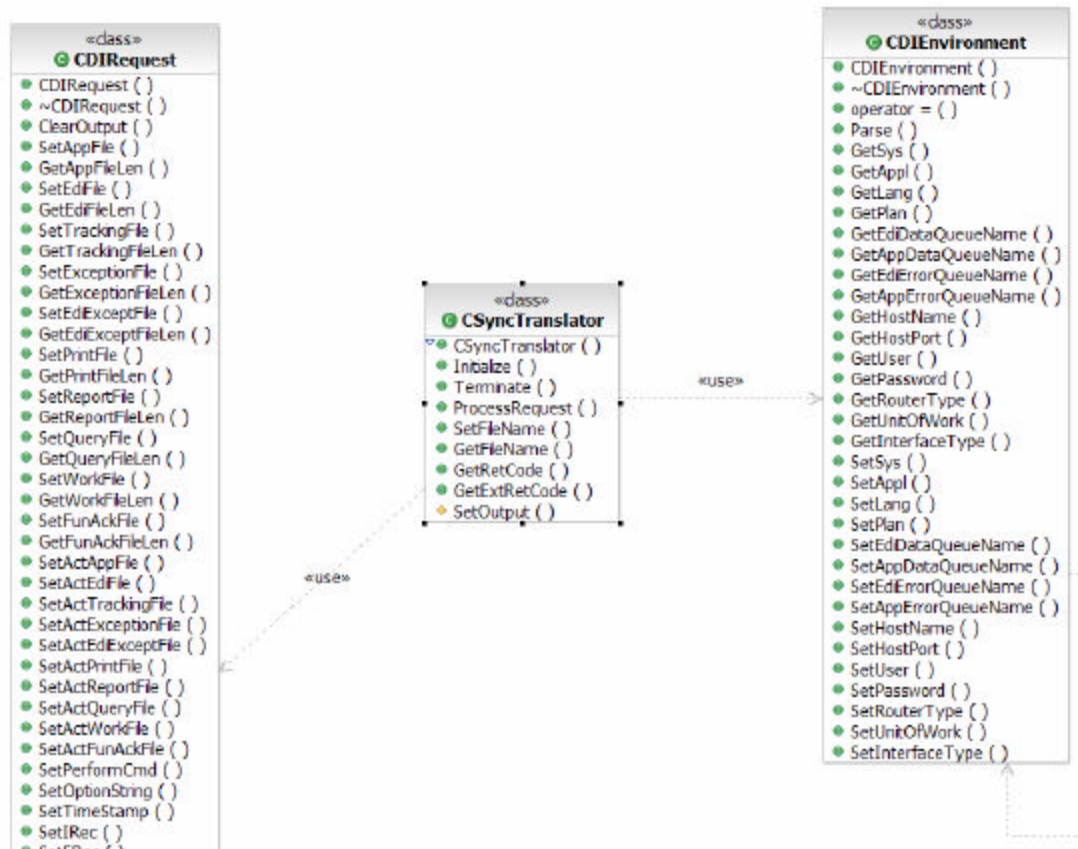 «class»
CDIRequest
CDIRequest ( )
~CDIRequest ( )
ClearOutput ( )
SetAppFile ( )
GetAppFileLen ( )
SetEdiFile ( )
GetEdiFileLen ( )
SetTrackingFile ( )
GetTrackingFileLen ( )
SetExceptionFile ( )
GetExceptionFileLen ( )
SetEdiExceptFile ( )
GetEdiExceptFileLen ( )
SetPrintFile ( )
GetPrintFileLen ( )
SetReportFile ( )
GetReportFileLen ( )
SetQueryFile ( )
GetQueryFileLen ( )
SetWorkFile ( )
GetWorkFileLen ( )
SetFunAckFile ( )
GetFunAckFileLen ( )
SetActAppFile ( )
SetActEdiFile ( )
SetActTrackingFile ( )
SetActExceptionFile ( )
SetActEdiExceptFile ( )
SetActPrintFile ( )
SetActReportFile ( )
SetActQueryFile ( )
SetActWorkFile ( )
SetActFunAckFile ( )
SetPerformCmd ( )
SetOptionString ( )
SetTimeStamp ( )
SetIRec ( )
«use»
«class»
CSyncTranslator
CSyncTranslator ( )
Initialize ( )
Terminate ( )
ProcessRequest ( )
SetFileName ( )
GetFileName ( )
GetRetCode ( )
GetExtRetCode ( )
SetOutput ( )
«use»
«class»
CDIEnvironment
CDIEnvironment ( )
~CDIEnvironment ( )
operator = ( )
Parse ( )
GetSys ( )
GetAppl ( )
GetLang ( )
GetPlan ( )
GetEdiDataQueueName ( )
GetAppDataQueueName ( )
GetEdiErrorQueueName ( )
GetAppErrorQueueName ( )
GetHostName ( )
GetHostPort ( )
GetUser ( )
GetPassword ( )
GetRouterType ( )
GetUnitOfWork ( )
GetInterfaceType ( )
SetSys ( )
SetAppl ( )
SetLang ( )
SetPlan ( )
SetEdiDataQueueName ( )
SetAppDataQueueName ( )
SetEdiErrorQueueName ( )
SetAppErrorQueueName ( )
SetHostName ( )
SetHostPort ( )
SetUser ( )
SetPassword ( )
SetRouterType ( )
SetUnitOfWork ( )
SetInterfaceType ( )